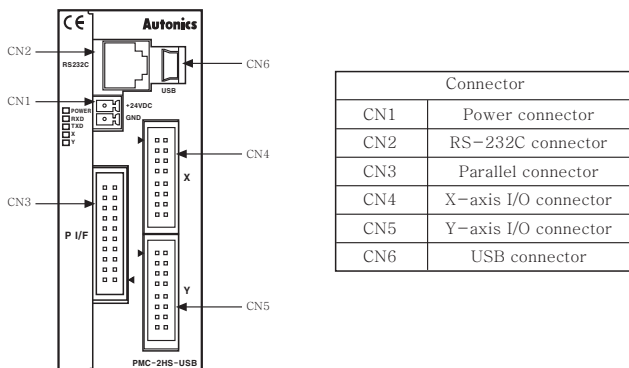 CE Autonics
CN2
RS232C
CN6
USB
CN1
+24VDC
GND
POWER
RXD
TXD
X
Y
CN4
X
CN3
P I/F
Y
CN5
PMC-2HS-USB
Connector
CN1 Power connector
CN2 RS-232C connector
CN3 Parallel connector
CN4 X-axis I/O connector
CN5 Y-axis I/O connector
CN6 USB connector